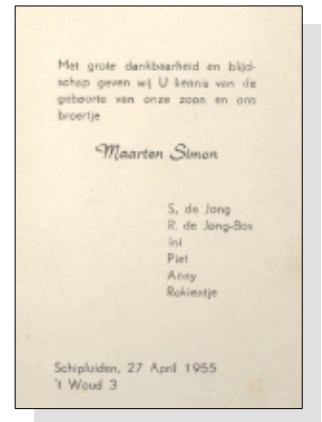 Met grote dankbaarheid en blijd-
schap geven wij U kennis van de
geboorte van onze zoon en ons
broertje
Maarten Simon
S. de Jong
R. de Jong-Bos
Ini
Piet
Anny
Rokientje
Schipluiden, 27 April 1955
't Woud 3